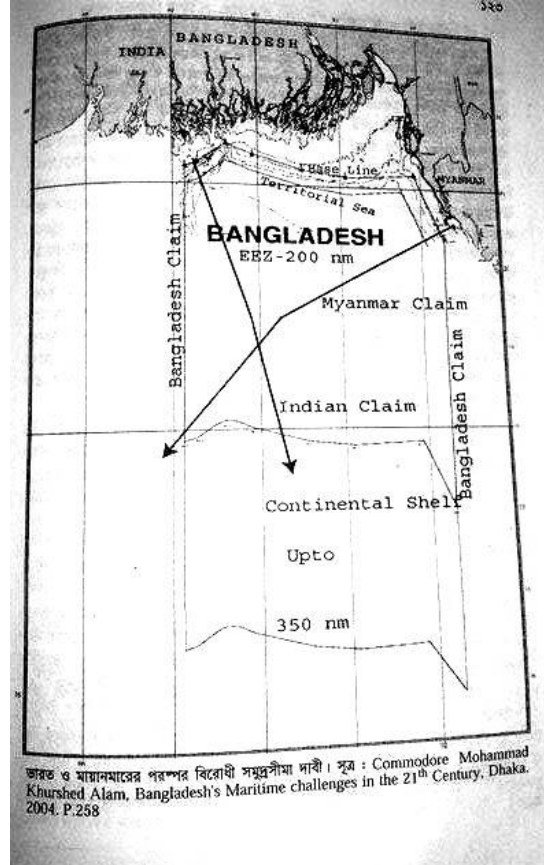 ১২৩
BANGLADESH
INDIA
Base Line
MYANMAR
Territorial Sea
BANGLADESH
EEZ-200 nm
Bangladesh Claim
Myanmar Claim
Indian Claim
Bangladesh Claim
Continental Shelf
Upto
350 nm
ভারত ও মায়ানমারের পরস্পর বিরোধী সমুদ্রসীমা দাবী। সূত্র : Commodore Mohammad
Khurshed Alam, Bangladesh's Maritime challenges in the 21th Century, Dhaka.
2004. P.258